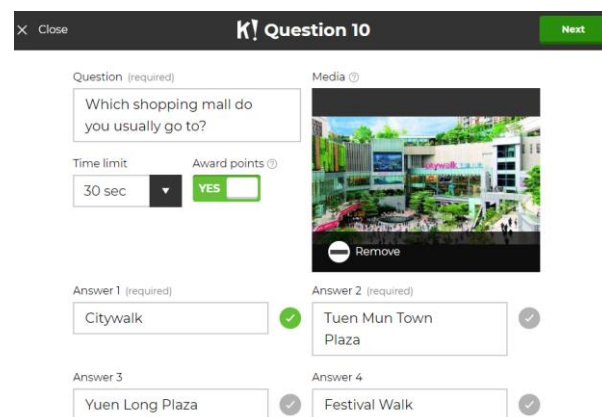 × Close
K! Question 10
Next
Question (required)
Media ?
Which shopping mall do
you usually go to?
Time limit
Award points ?
30 sec
YES
citywalk
Remove
Answer 1 (required)
Answer 2 (required)
Citywalk
Tuen Mun Town
Plaza
Answer 3
Answer 4
Yuen Long Plaza
Festival Walk